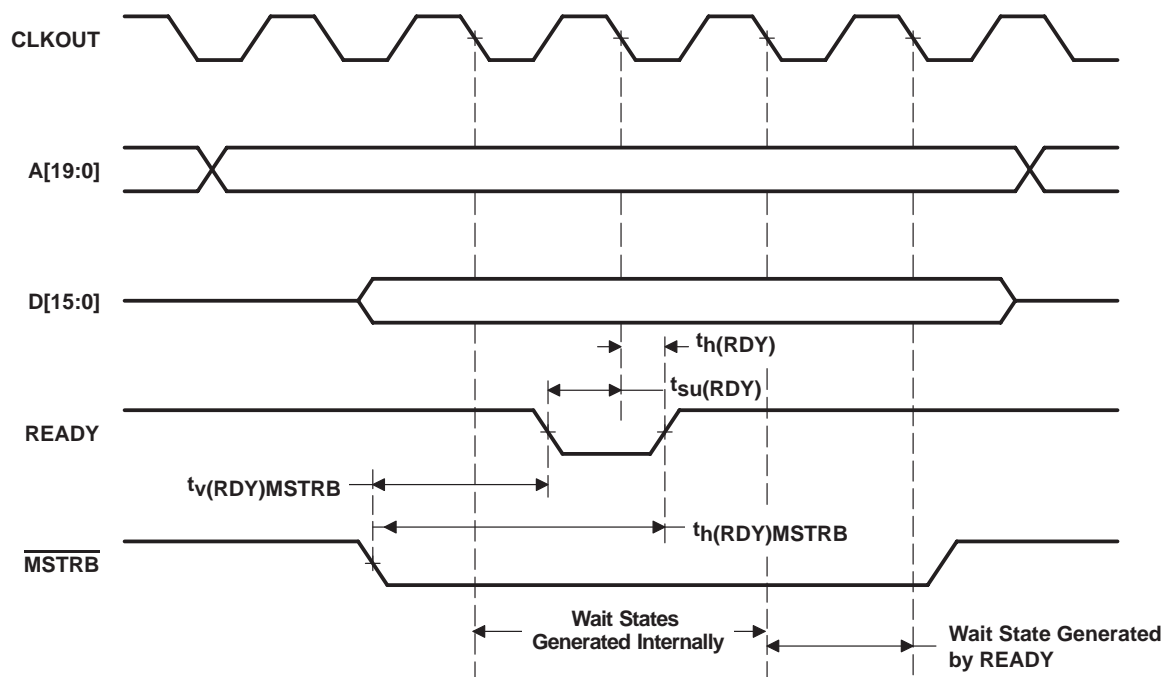 CLKOUT
A[19:0]
D[15:0]
th(RDY)
tsu(RDY)
READY
tv(RDY)MSTRB
th(RDY)MSTRB
MSTRB
Wait States
Generated Internally
Wait State Generated
by READY